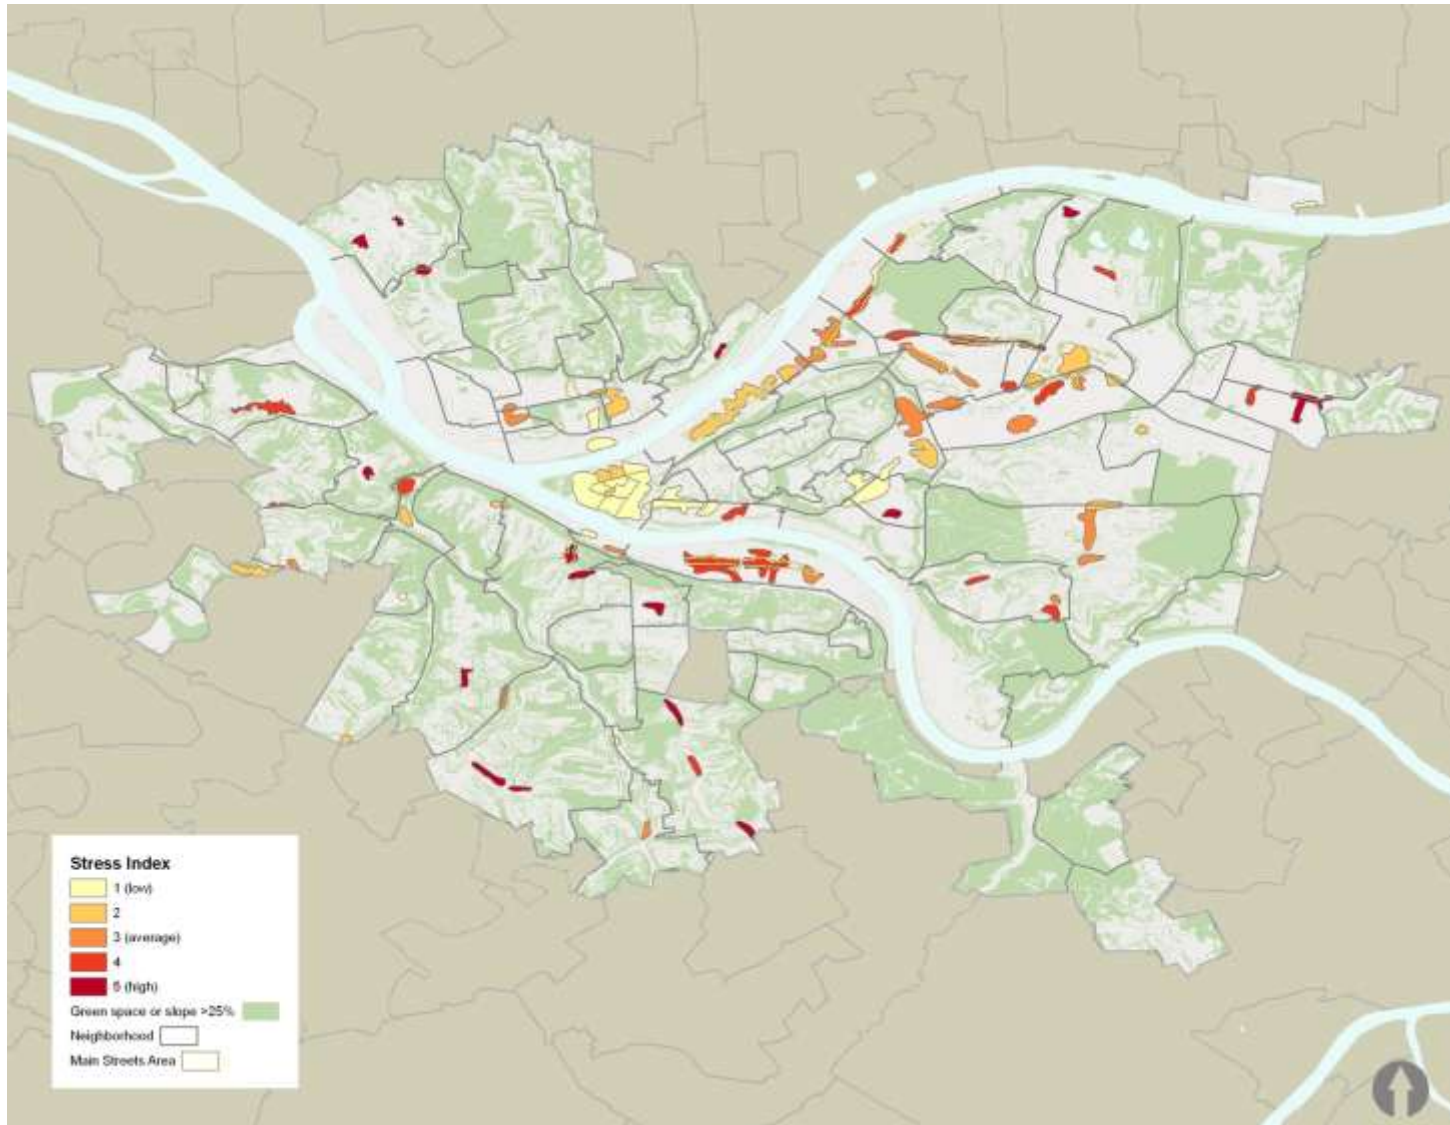 Stress Index
1 (low)
2
3 (average)
4
5 (high)
Green space or slope >25%
Neighborhood
Main Streets Area